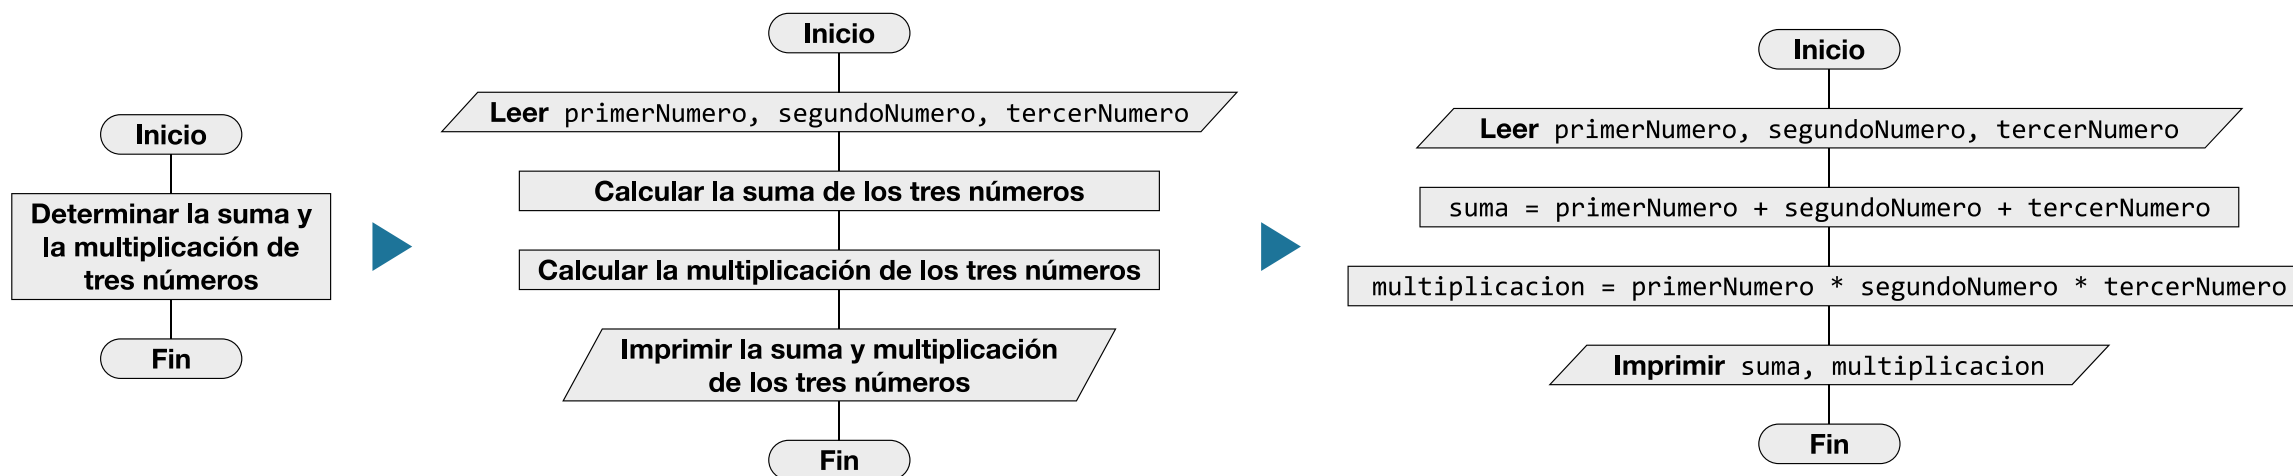 Inicio
Determinar la suma y
la multiplicación de
tres números
Fin
Inicio
Leer primerNumero, segundoNumero, tercerNumero
Calcular la suma de los tres números
Calcular la multiplicación de los tres números
Imprimir la suma y multiplicación
de los tres números
Fin
Inicio
Leer primerNumero, segundoNumero, tercerNumero
suma = primerNumero + segundoNumero + tercerNumero
multiplicacion = primerNumero * segundoNumero * tercerNumero
Imprimir suma, multiplicacion
Fin